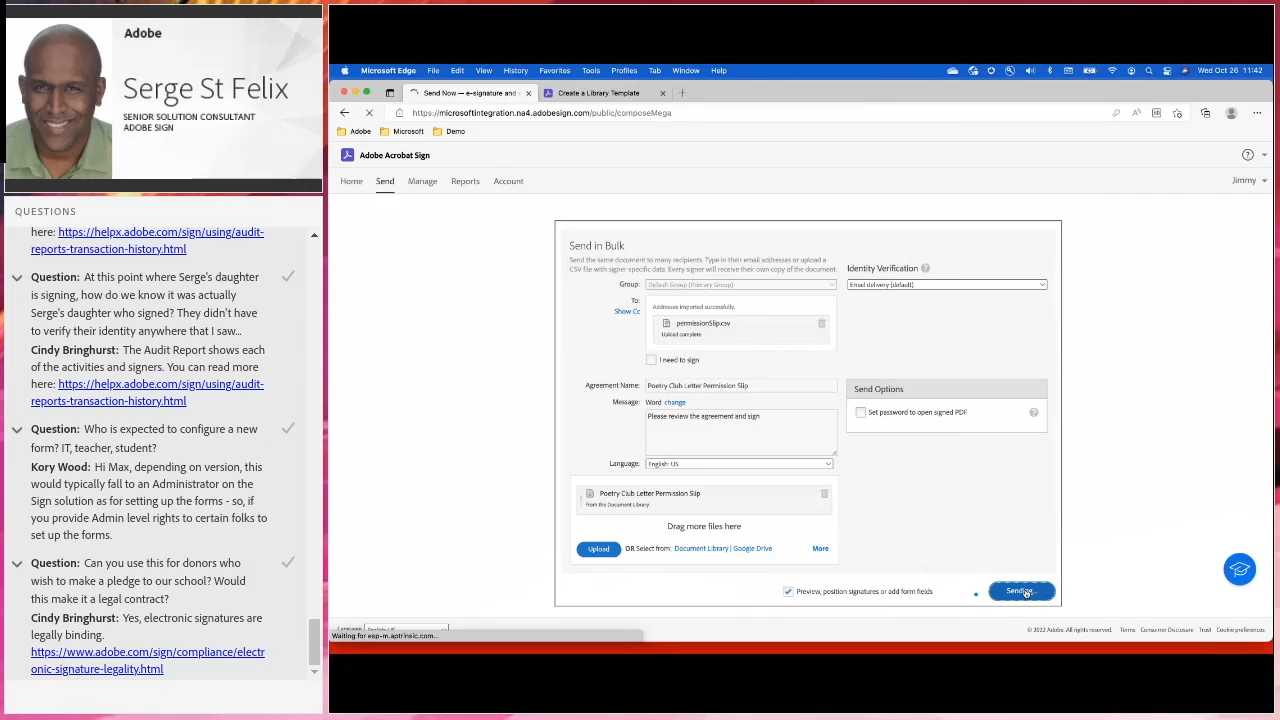 Adobe
Serge St Felix
SENIOR SOLUTION CONSULTANT
ADOBE SIGN
QUESTIONS
here: https://helpx.adobe.com/sign/using/audit-
reports-transaction-history.html
Question: At this point where Serge's daughter
is signing, how do we know it was actually
Serge's daughter who signed? They didn't have
to verify their identity anywhere that I saw...
Cindy Bringhurst: The Audit Report shows each
of the activities and signers. You can read more
here: https://helpx.adobe.com/sign/using/audit-
reports-transaction-history.html
Question: Who is expected to configure a new
form? IT, teacher, student?
Kory Wood: Hi Max, depending on version, this
would typically fall to an Administrator on the
Sign solution as for setting up the forms - so, if
you provide Admin level rights to certain folks to
set up the forms.
Question: Can you use this for donors who
wish to make a pledge to our school? Would
this make it a legal contract?
Cindy Bringhurst: Yes, electronic signatures are
legally binding.
https://www.adobe.com/sign/compliance/electr
onic-signature-legality.html
Microsoft Edge File Edit View History Favorites Tools Profiles Tab Window Help
Wed Oct 26 11:42
Send Now — e-signature and
Create a Library Template
https://microsoftintegration.na4.adobesign.com/public/composeMega
Adobe Microsoft Demo
Adobe Acrobat Sign
Home Send Manage Reports Account
Jimmy
Send in Bulk
Send the same document to many recipients. Type in their email addresses or upload a
CSV file with signer-specific data. Every signer will receive their own copy of the document.
Group: Default Group (Primary Group)
To:
Show Cc
Addresses imported successfully.
permissionSlip.csv
Upload complete.
I need to sign
Agreement Name: Poetry Club Letter Permission Slip
Message: Word change
Please review the agreement and sign
Language: English: US
Poetry Club Letter Permission Slip
From the Document Library.
Drag more files here
Upload OR Select from: Document Library | Google Drive More
Identity Verification
Email delivery (default)
Send Options
Set password to open signed PDF
Preview, position signatures or add form fields
Waiting for esp-m.aptrinsic.com...
© 2022 Adobe. All rights reserved. Terms Consumer Disclosure Trust Cookie preferences